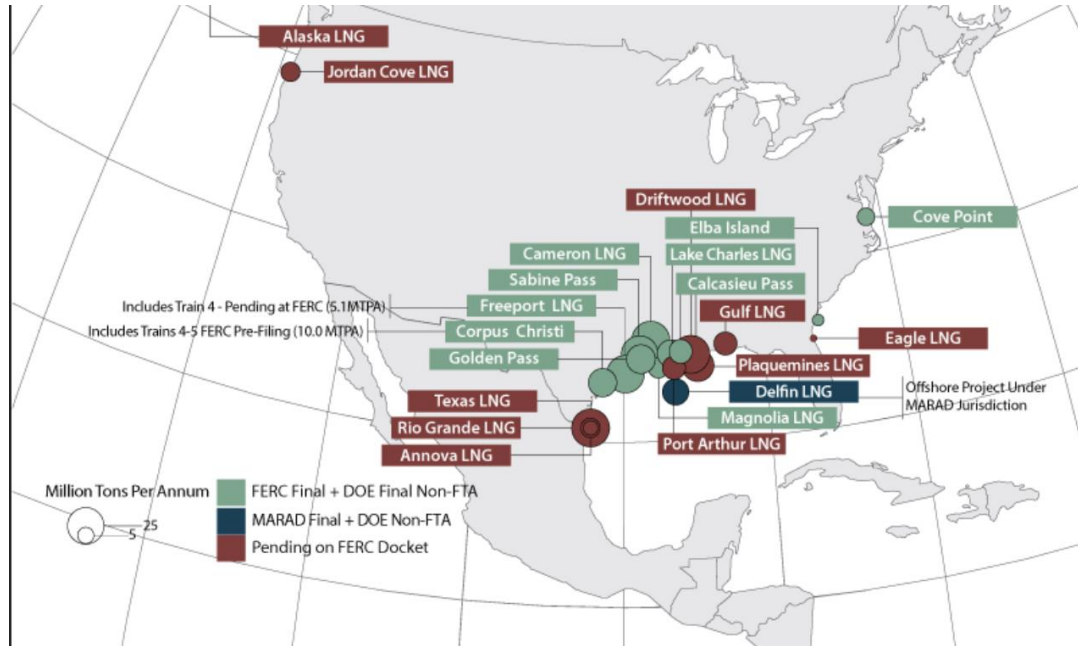 Alaska LNG
Jordan Cove LNG
Driftwood LNG
Elba Island
Cove Point
Cameron LNG
Lake Charles LNG
Sabine Pass
Calcasieu Pass
Includes Train 4 - Pending at FERC (5.1MTPA)
Freeport LNG
Gulf LNG
Includes Trains 4-5 FERC Pre-Filing (10.0 MTPA)
Corpus Christi
Eagle LNG
Golden Pass
Plaquemines LNG
Delfin LNG
Offshore Project Under
MARAD Jurisdiction
Texas LNG
Magnolia LNG
Rio Grande LNG
Port Arthur LNG
Annova LNG
Million Tons Per Annum
25
5
FERC Final + DOE Final Non-FTA
MARAD Final + DOE Non-FTA
Pending on FERC Docket